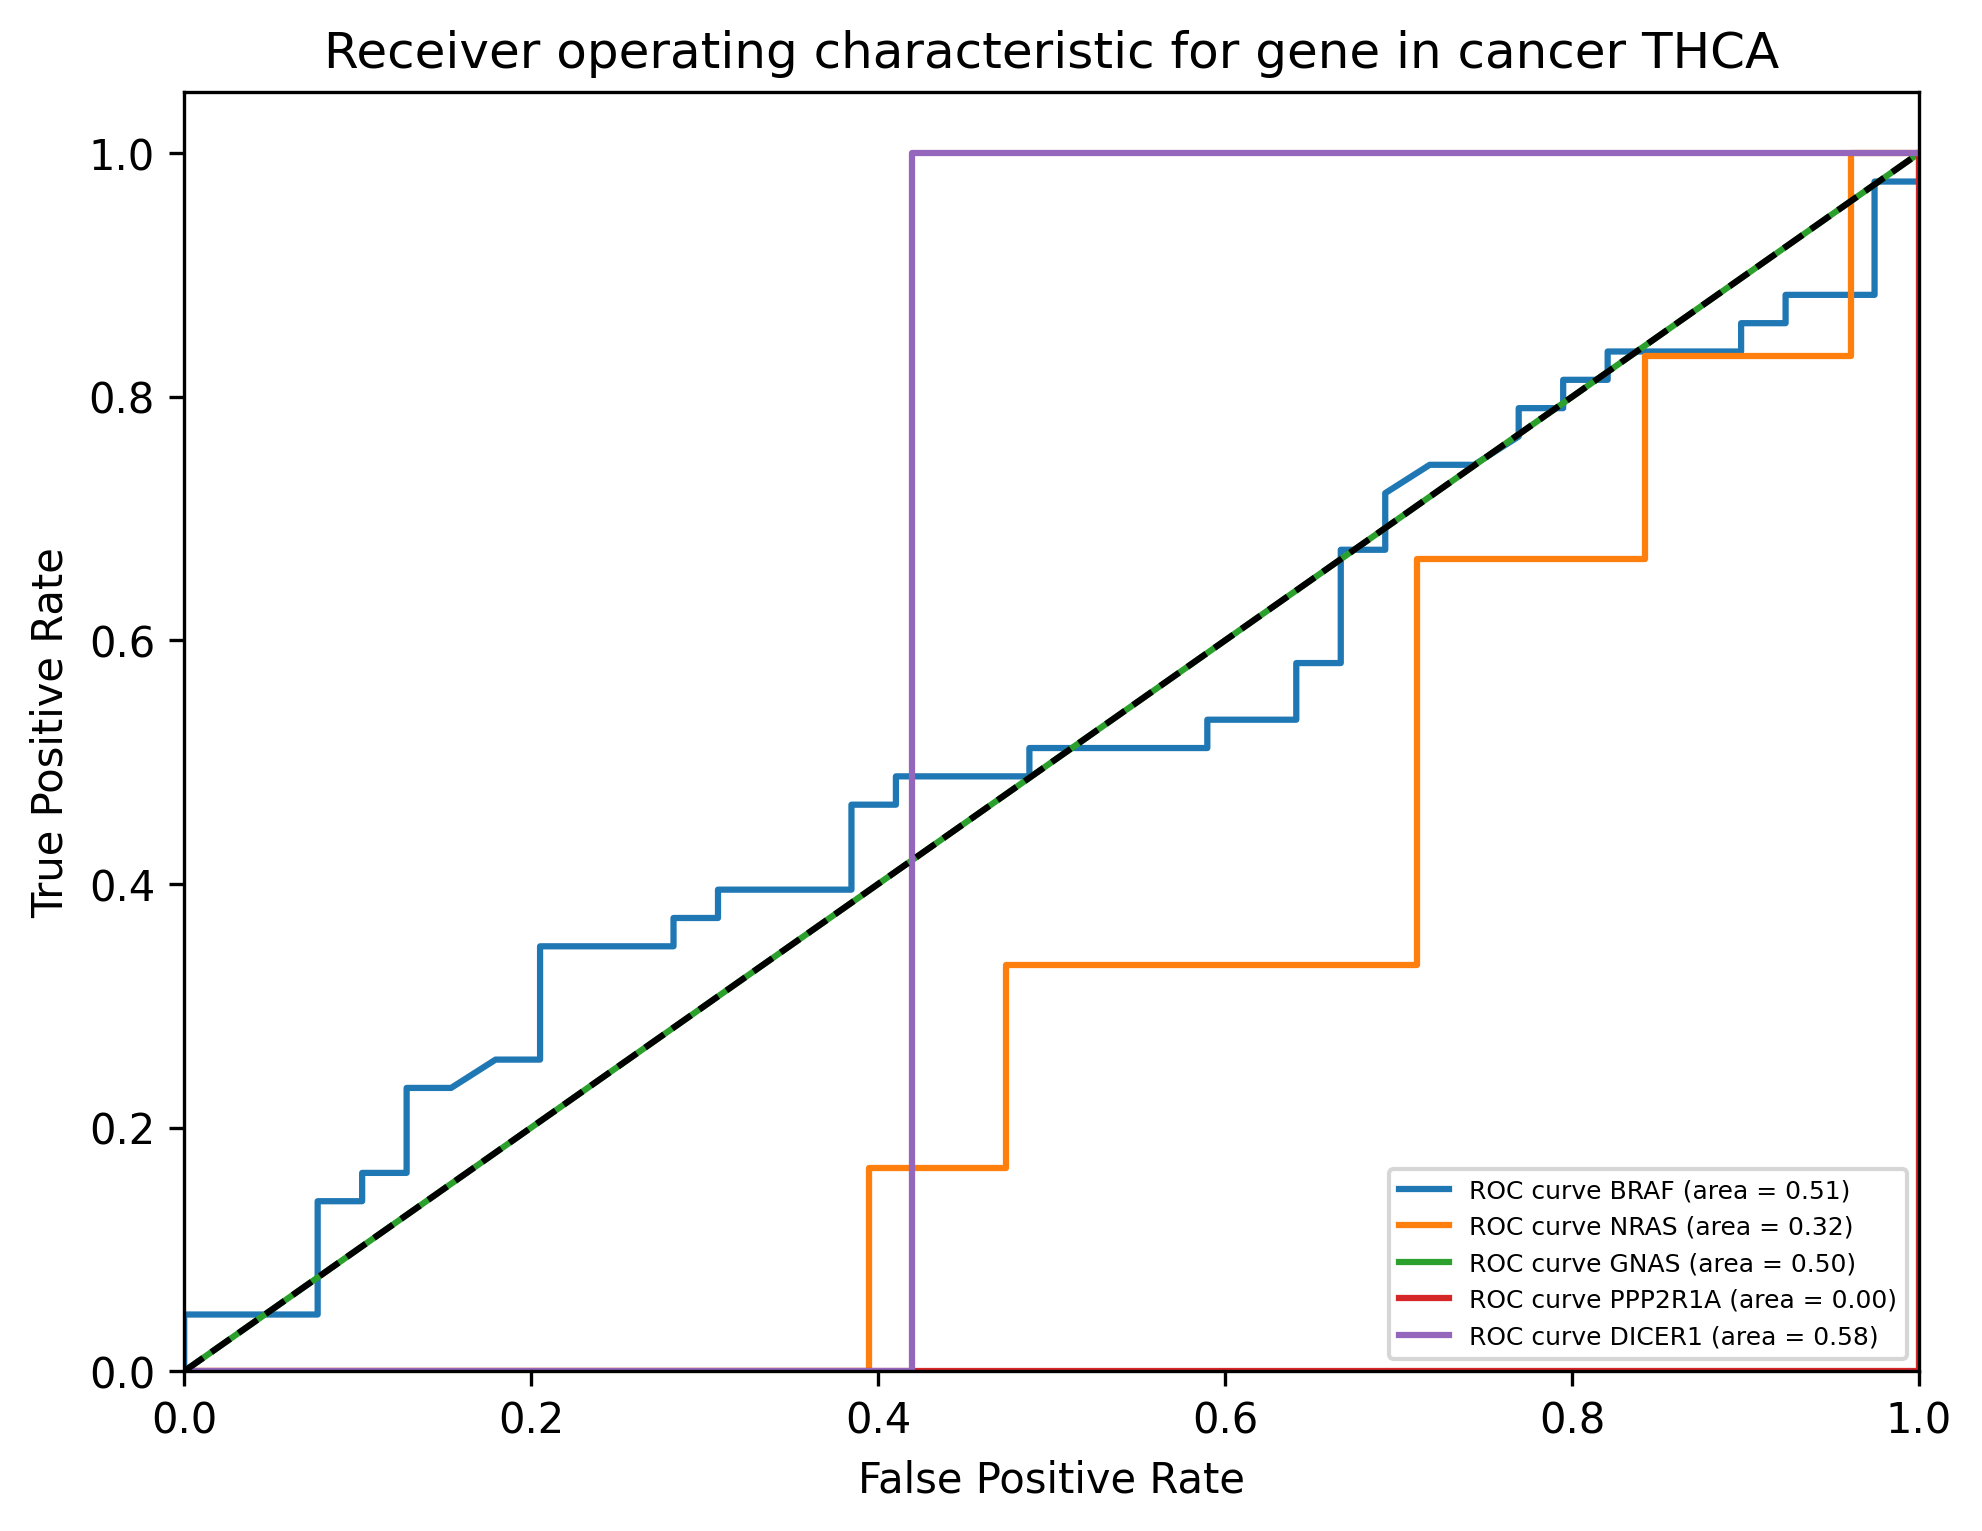 Receiver operating characteristic for gene in cancer THCA
True Positive Rate
1.0
0.8
0.6
0.4
0.2
0.0
ROC curve BRAF (area = 0.51)
ROC curve NRAS (area = 0.32)
ROC curve GNAS (area = 0.50)
ROC curve PPP2R1A (area = 0.00)
ROC curve DICER1 (area = 0.58)
0.0 0.2 0.4 0.6 0.8 1.0
False Positive Rate